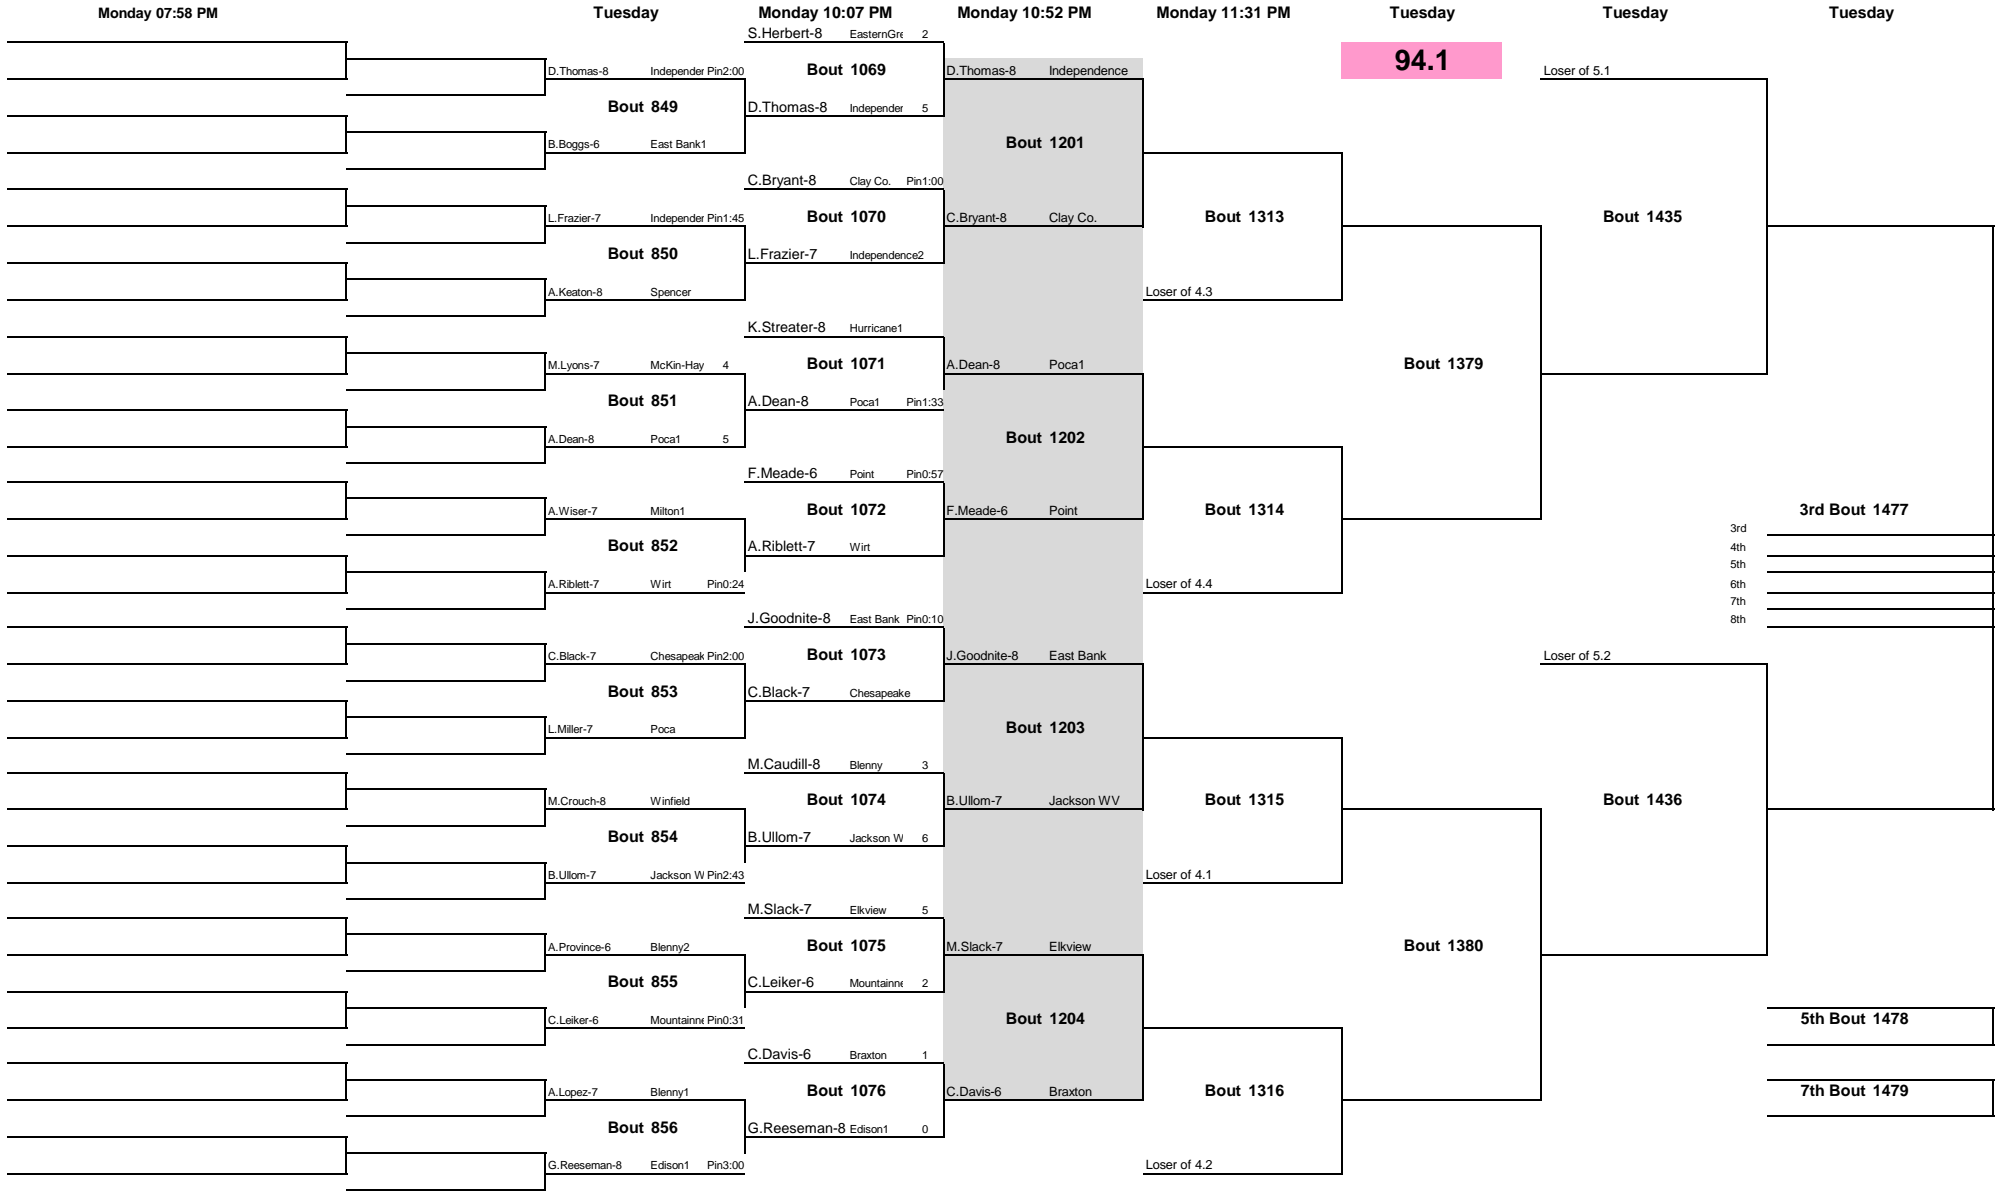 Monday 07:58 PM Tuesday Monday 10:07 PM Monday 10:52 PM Monday 11:31 PM Tuesday Tuesday Tuesday
S.Herbert-8 EasternGre 2
94.1
D.Thomas-8 Independer Pin2:00 Bout 1069 D.Thomas-8 Independence Loser of 5.1
Bout 849 D.Thomas-8 Independer 5
B.Boggs-6 East Bank1 Bout 1201
C.Bryant-8 Clay Co. Pin1:00
L.Frazier-7 Independer Pin1:45 Bout 1070 C.Bryant-8 Clay Co. Bout 1313 Bout 1435
Bout 850 L.Frazier-7 Independence2
A.Keaton-8 Spencer Loser of 4.3
K.Streater-8 Hurricane1
M.Lyons-7 McKin-Hay 4 Bout 1071 A.Dean-8 Poca1 Bout 1379
Bout 851 A.Dean-8 Poca1 Pin1:33
A.Dean-8 Poca1 5 Bout 1202
F.Meade-6 Point Pin0:57
A.Wiser-7 Milton1 Bout 1072 F.Meade-6 Point Bout 1314 3rd Bout 1477
3rd
Bout 852 A.Riblett-7 Wirt 4th
5th
A.Riblett-7 Wirt Pin0:24 Loser of 4.4 6th
7th
J.Goodnite-8 East Bank Pin0:10 8th
C.Black-7 Chesapeak Pin2:00 Bout 1073 J.Goodnite-8 East Bank Loser of 5.2
Bout 853 C.Black-7 Chesapeake
L.Miller-7 Poca Bout 1203
M.Caudill-8 Blenny 3
M.Crouch-8 Winfield Bout 1074 B.Ullom-7 Jackson WV Bout 1315 Bout 1436
Bout 854 B.Ullom-7 Jackson W 6
B.Ullom-7 Jackson W Pin2:43 Loser of 4.1
M.Slack-7 Elkview 5
A.Province-6 Blenny2 Bout 1075 M.Slack-7 Elkview Bout 1380
Bout 855 C.Leiker-6 Mountainne 2
C.Leiker-6 Mountainne Pin0:31 Bout 1204 5th Bout 1478
C.Davis-6 Braxton 1
A.Lopez-7 Blenny1 Bout 1076 C.Davis-6 Braxton Bout 1316 7th Bout 1479
Bout 856 G.Reeseman-8 Edison1 0
G.Reeseman-8 Edison1 Pin3:00 Loser of 4.2